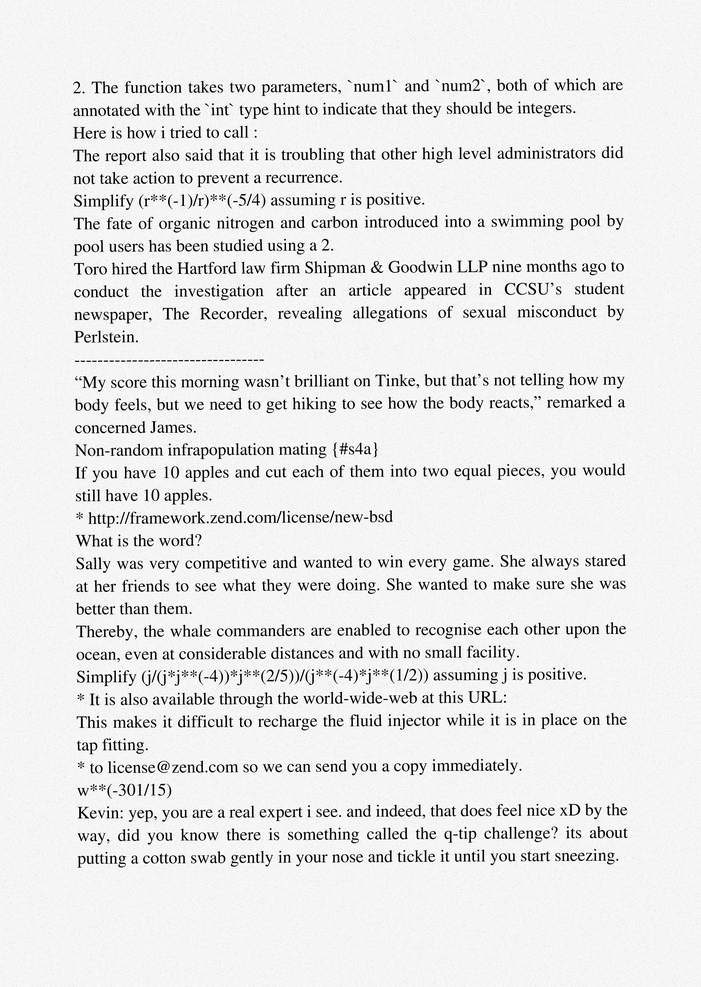 2. The function takes two parameters, `num1` and `num2`, both of which are
annotated with the `int` type hint to indicate that they should be integers.
Here is how i tried to call :
The report also said that it is troubling that other high level administrators did
not take action to prevent a recurrence.
Simplify (r**(-1)/r)**(-5/4) assuming r is positive.
The fate of organic nitrogen and carbon introduced into a swimming pool by
pool users has been studied using a 2.
Toro hired the Hartford law firm Shipman & Goodwin LLP nine months ago to
conduct the investigation after an article appeared in CCSU’s student
newspaper, The Recorder, revealing allegations of sexual misconduct by
Perlstein.
---------------------------------
“My score this morning wasn’t brilliant on Tinke, but that’s not telling how my
body feels, but we need to get hiking to see how the body reacts,” remarked a
concerned James.
Non-random infrapopulation mating {#s4a}
If you have 10 apples and cut each of them into two equal pieces, you would
still have 10 apples.
* http://framework.zend.com/license/new-bsd
What is the word?
Sally was very competitive and wanted to win every game. She always stared
at her friends to see what they were doing. She wanted to make sure she was
better than them.
Thereby, the whale commanders are enabled to recognise each other upon the
ocean, even at considerable distances and with no small facility.
Simplify (j/(j*j**(-4))*j**(2/5))/(j**(-4)*j**(1/2)) assuming j is positive.
* It is also available through the world-wide-web at this URL:
This makes it difficult to recharge the fluid injector while it is in place on the
tap fitting.
* to license@zend.com so we can send you a copy immediately.
w**(-301/15)
Kevin: yep, you are a real expert i see. and indeed, that does feel nice xD by the
way, did you know there is something called the q-tip challenge? its about
putting a cotton swab gently in your nose and tickle it until you start sneezing.